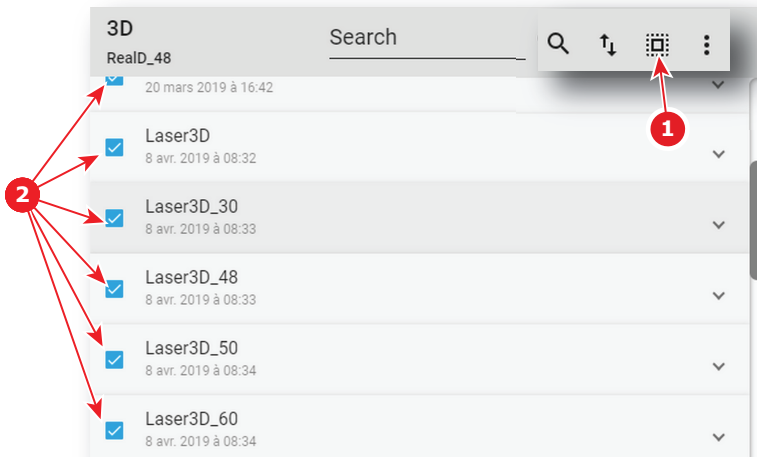 3D
RealD_48
Search
1
20 mars 2019 à 16:42
Laser3D
8 avr. 2019 à 08:32
2
Laser3D_30
8 avr. 2019 à 08:33
Laser3D_48
8 avr. 2019 à 08:33
Laser3D_50
8 avr. 2019 à 08:34
Laser3D_60
8 avr. 2019 à 08:34